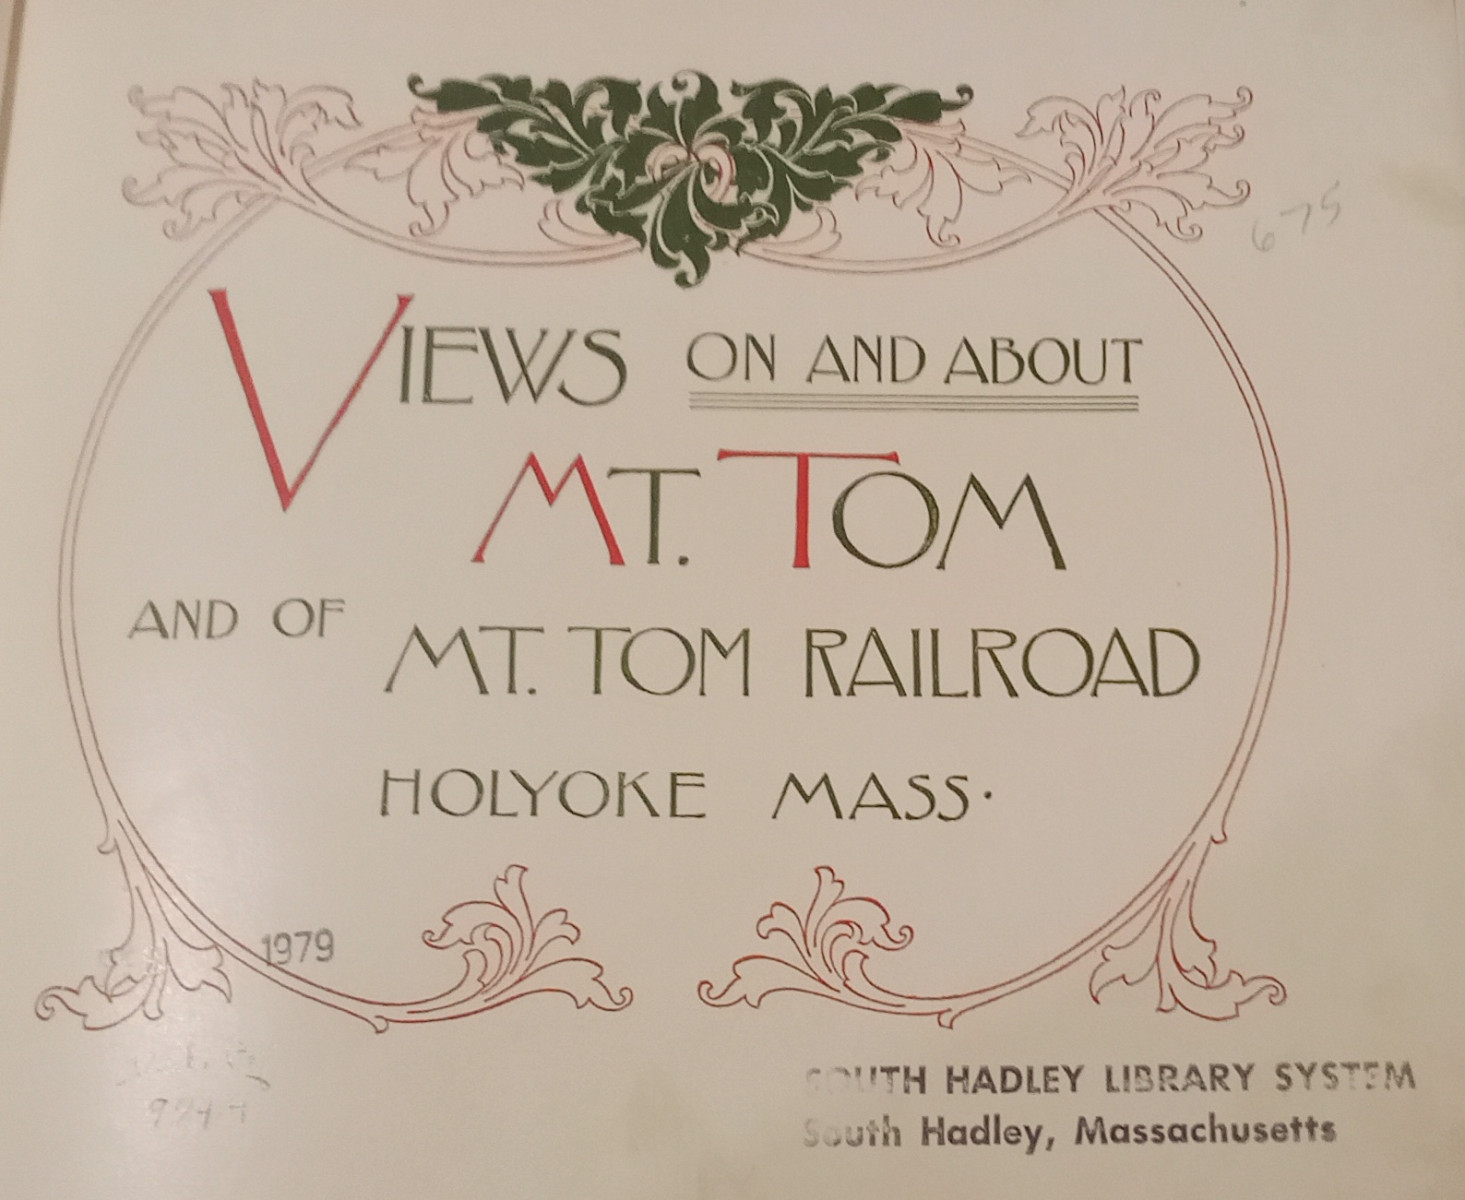 675
VIEWS ON AND ABOUT
MT. TOM
AND OF MT. TOM RAILROAD
HOLYOKE MASS.
1979
SOUTH HADLEY LIBRARY SYSTEM
South Hadley, Massachusetts